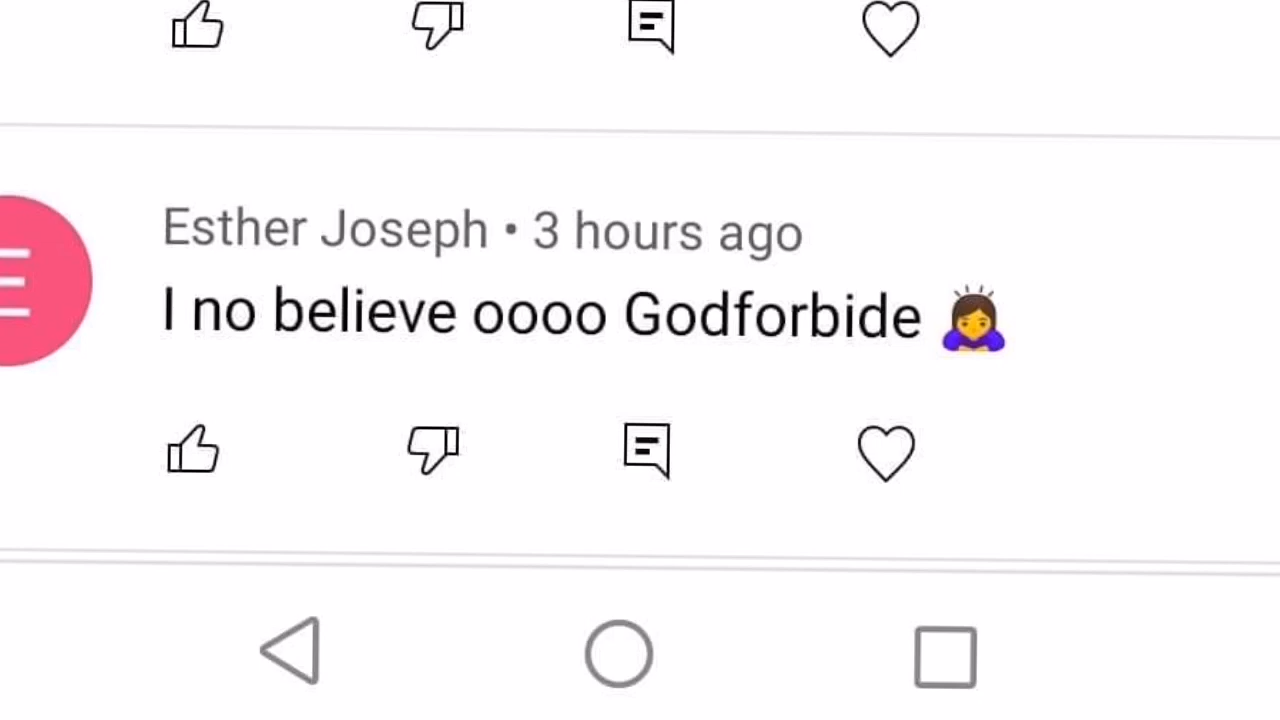 E
Esther Joseph • 3 hours ago
I no believe oooo Godforbide 🙇‍♀️